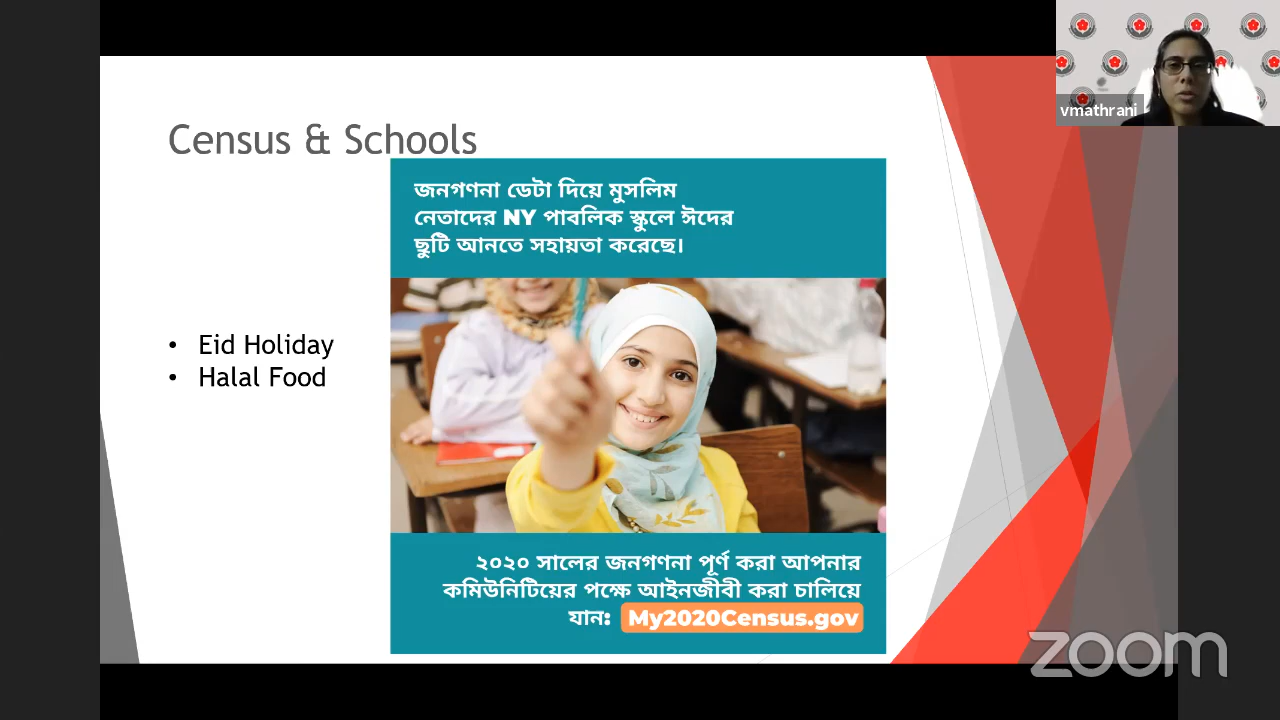 vmathrani
Census & Schools
জনগণনা ডেটা দিয়ে মুসলিম
নেতাদের NY পাবলিক স্কুলে ঈদের
ছুটি আনতে সহায়তা করেছে।
• Eid Holiday
• Halal Food
২০২০ সালের জনগণনা পূর্ণ করা আপনার
কমিউনিটিয়ের পক্ষে আইনজীবী করা চালিয়ে
যান: My2020Census.gov
zoom